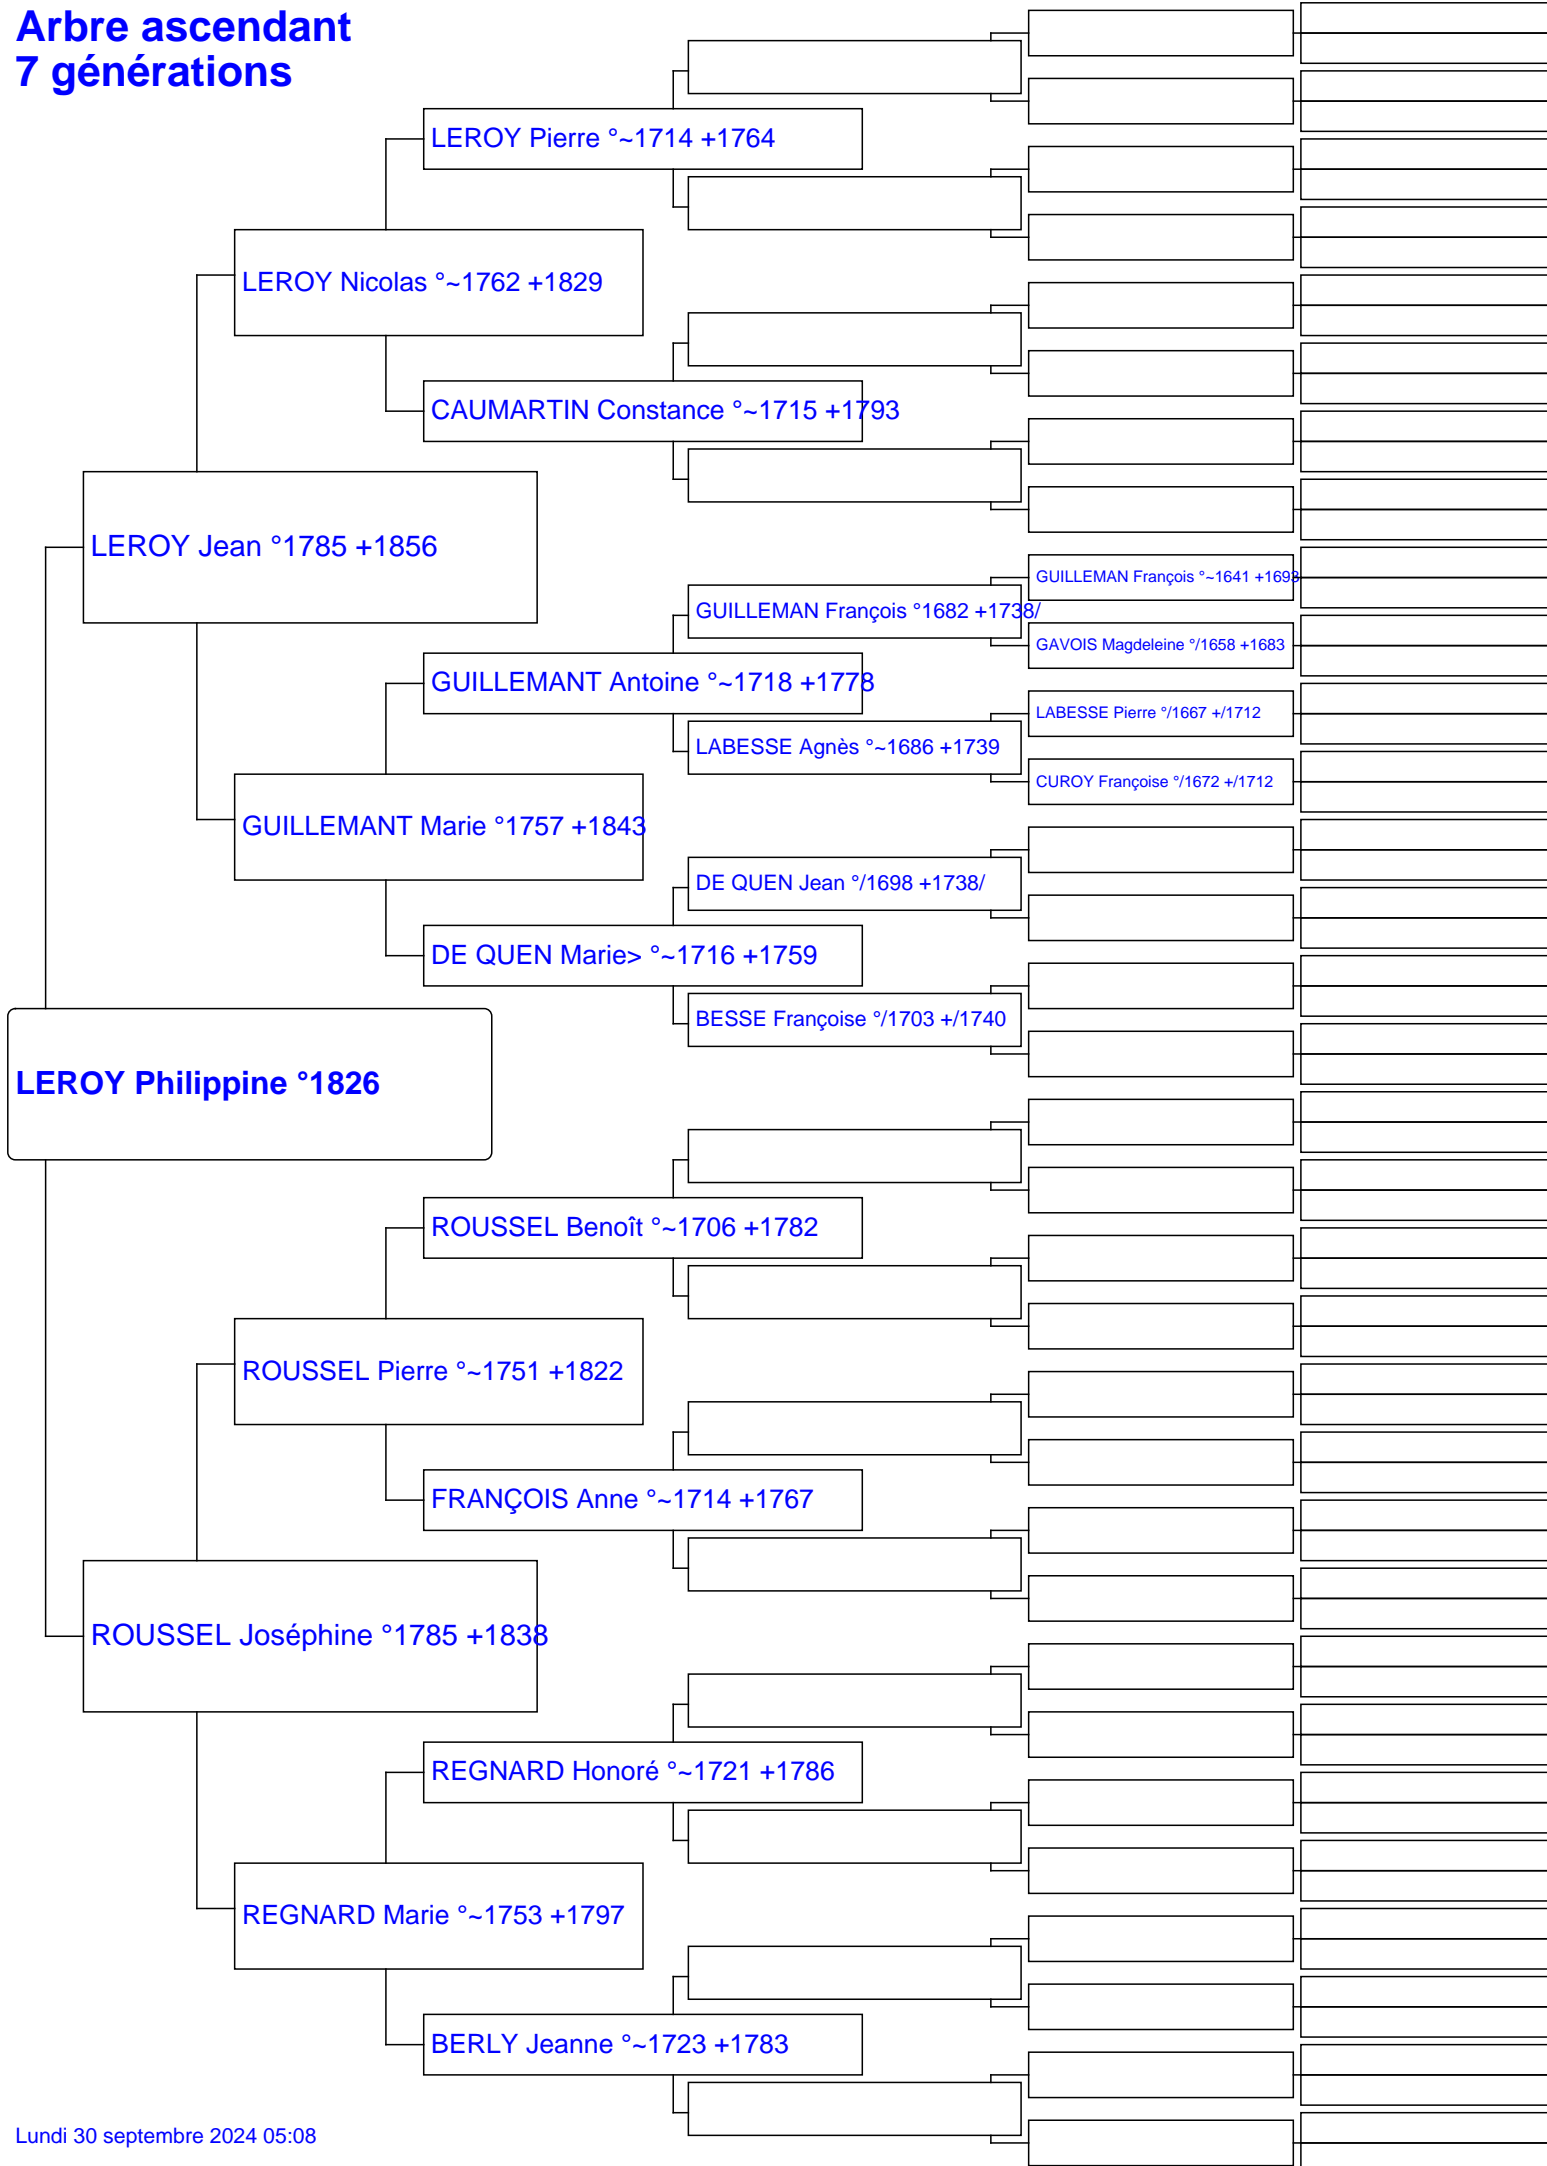 Arbre ascendant
7 générations
LEROY Pierre °~1714 +1764
LEROY Nicolas °~1762 +1829
CAUMARTIN Constance °~1715 +1793
LEROY Jean °1785 +1856
GUILLEMAN François °~1641 +1693
GUILLEMAN François °1682 +1738/
GAVOIS Magdeleine °/1658 +1683
GUILLEMANT Antoine °~1718 +1778
LABESSE Pierre °/1667 +/1712
LABESSE Agnès °~1686 +1739
CUROY Françoise °/1672 +/1712
GUILLEMANT Marie °1757 +1843
DE QUEN Jean °/1698 +1738/
DE QUEN Marie> °~1716 +1759
BESSE Françoise °/1703 +/1740
LEROY Philippine °1826
ROUSSEL Benoît °~1706 +1782
ROUSSEL Pierre °~1751 +1822
FRANÇOIS Anne °~1714 +1767
ROUSSEL Joséphine °1785 +1838
REGNARD Honoré °~1721 +1786
REGNARD Marie °~1753 +1797
BERLY Jeanne °~1723 +1783
Lundi 30 septembre 2024 05:08